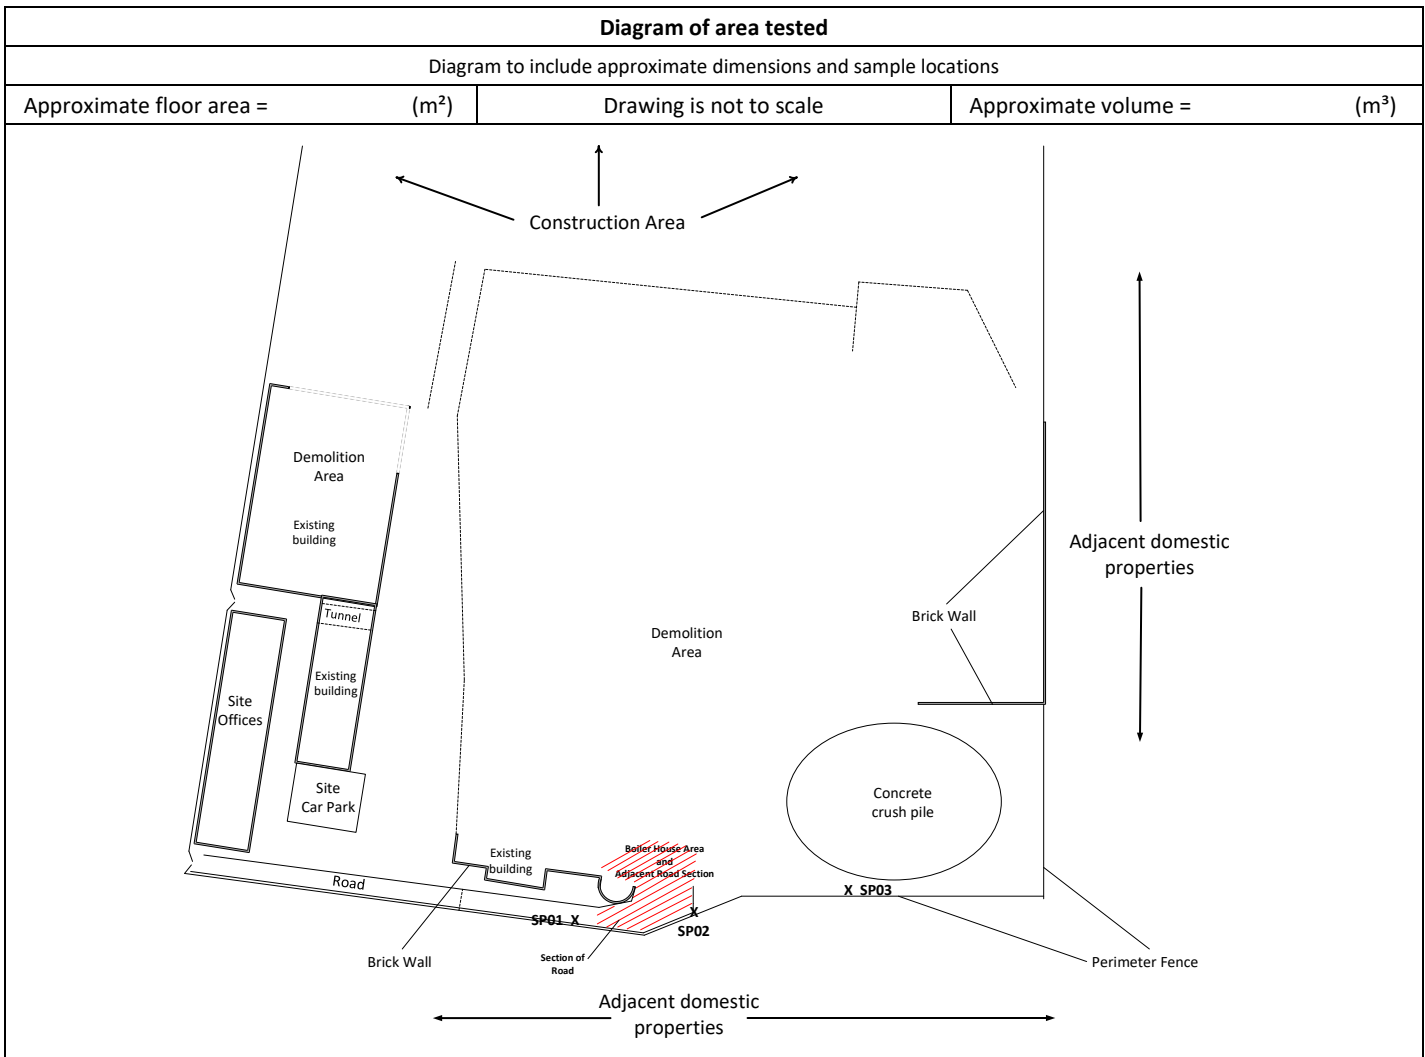 Diagram of area tested
Diagram to include approximate dimensions and sample locations
Approximate floor area = (m²)
Drawing is not to scale
Approximate volume = (m³)
Construction Area
Demolition
Area
Existing
building
Adjacent domestic
properties
Tunnel
Brick Wall
Demolition
Area
Existing
building
Site
Offices
Site
Car Park
Concrete
crush pile
Existing
building
Boiler House Area
and
Adjacent Road Section
Road
X SP03
SP01 X
X
SP02
Brick Wall
Section of
Road
Perimeter Fence
Adjacent domestic
properties